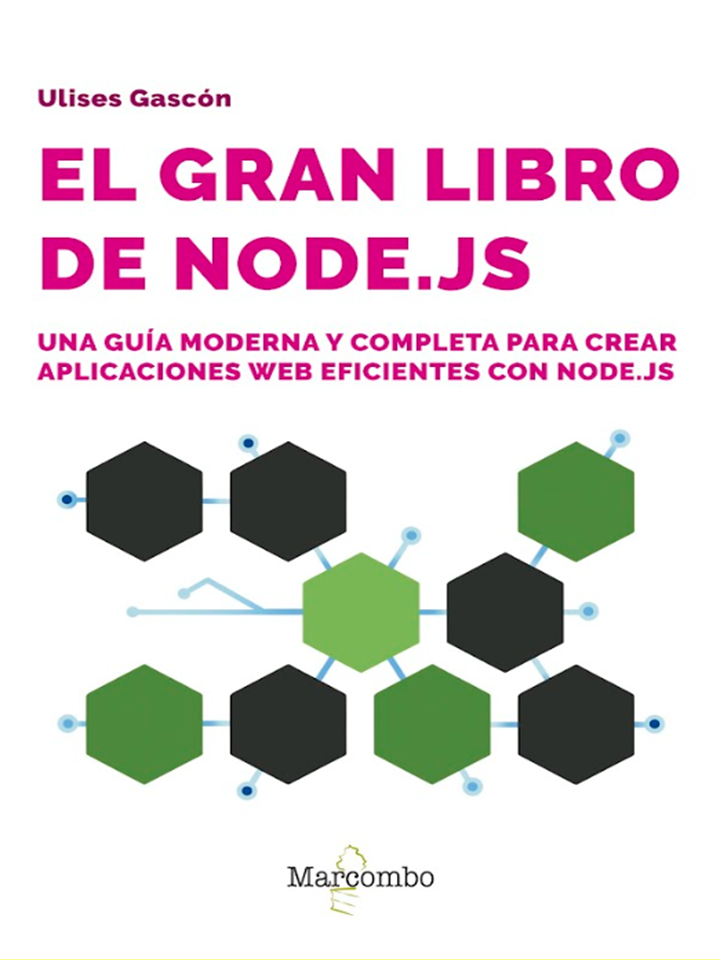 Ulises Gascón
EL GRAN LIBRO
DE NODE.JS
UNA GUÍA MODERNA Y COMPLETA PARA CREAR
APLICACIONES WEB EFICIENTES CON NODE.JS
Marcombo